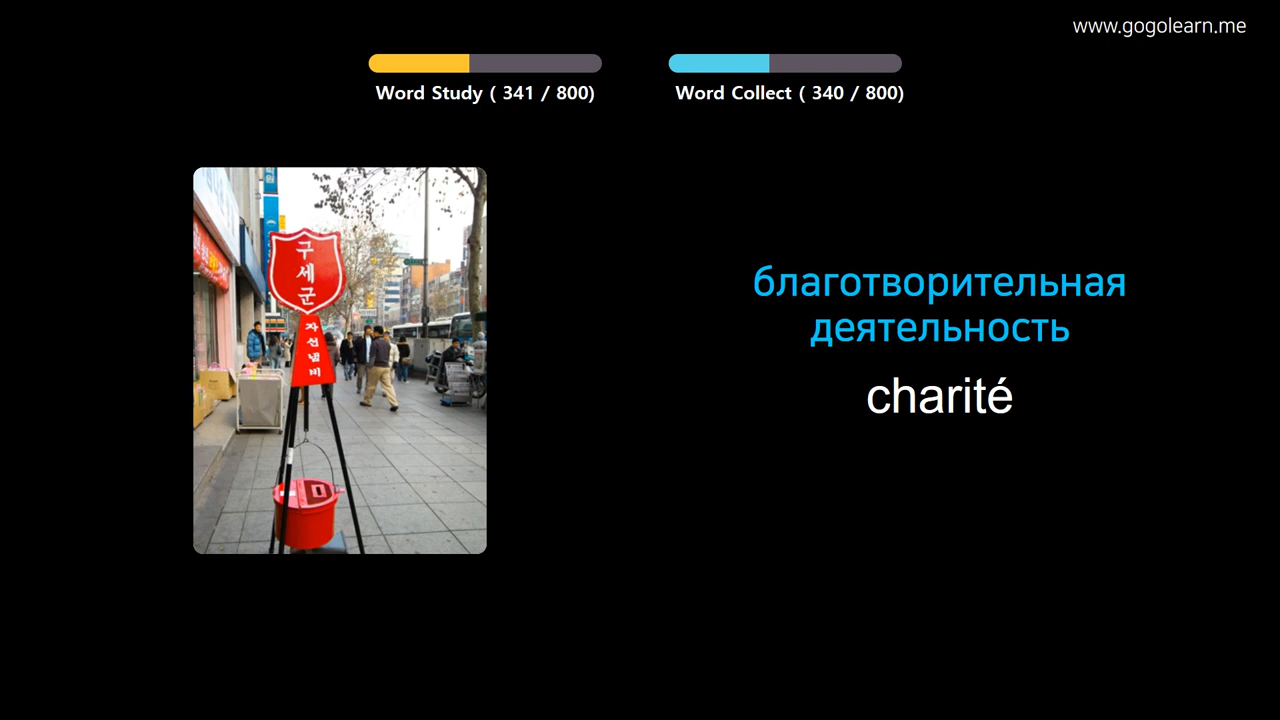 www.gogolearn.me
Word Study ( 341 / 800)
Word Collect ( 340 / 800)
구
세
군
자
선
냄
비
благотворительная
деятельность
charité